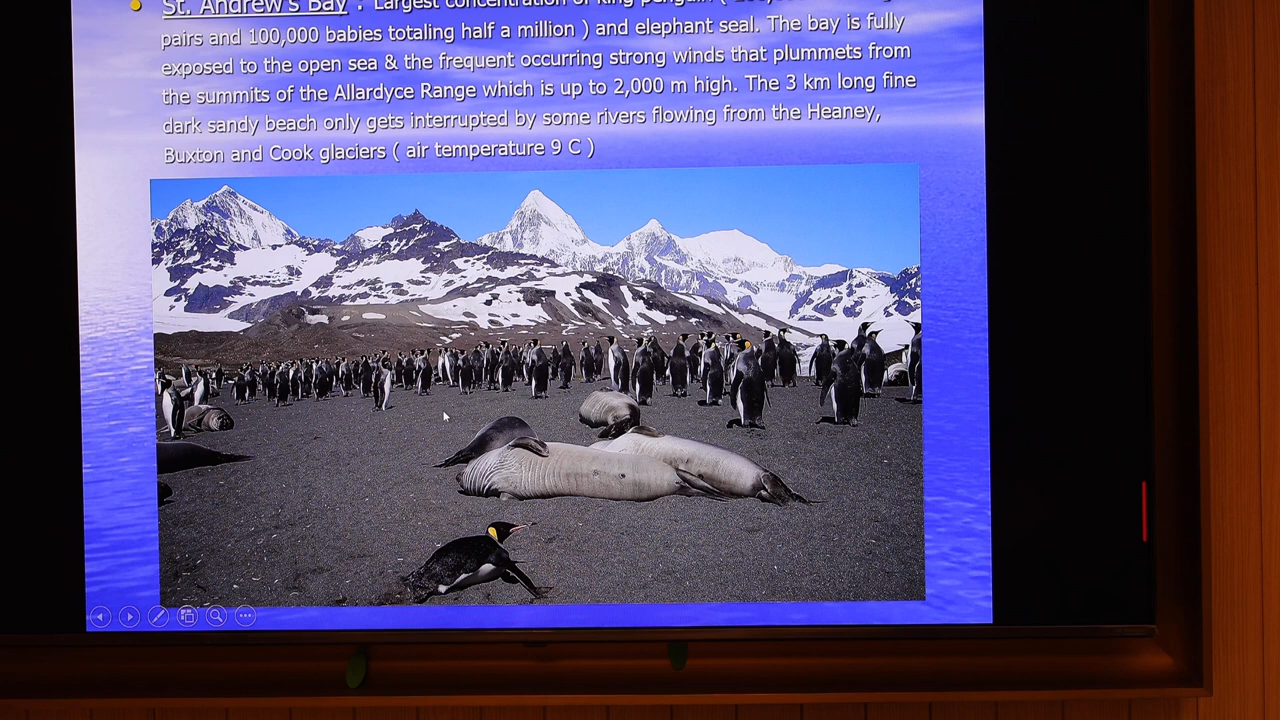 St. Andrew's Bay : Largest concentration of king penguin (
pairs and 100,000 babies totaling half a million ) and elephant seal. The bay is fully
exposed to the open sea & the frequent occurring strong winds that plummets from
the summits of the Allardyce Range which is up to 2,000 m high. The 3 km long fine
dark sandy beach only gets interrupted by some rivers flowing from the Heaney,
Buxton and Cook glaciers ( air temperature 9 C )